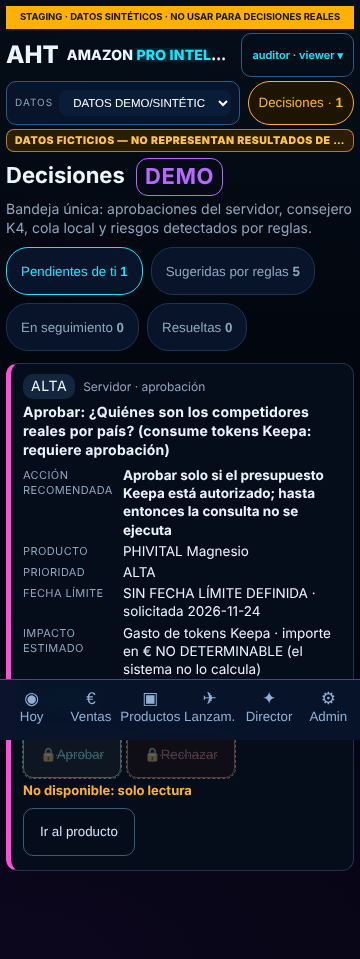 STAGING · DATOS SINTÉTICOS · NO USAR PARA DECISIONES REALES
AHT AMAZON PRO INTEL... auditor · viewer ▾
DATOS DATOS DEMO/SINTÉTIC Decisiones · 1
DATOS FICTICIOS — NO REPRESENTAN RESULTADOS DE ...
Decisiones DEMO
Bandeja única: aprobaciones del servidor, consejero
K4, cola local y riesgos detectados por reglas.
Pendientes de ti 1 Sugeridas por reglas 5
En seguimiento 0 Resueltas 0
ALTA Servidor · aprobación
Aprobar: ¿Quiénes son los competidores
reales por país? (consume tokens Keepa:
requiere aprobación)
ACCIÓN RECOMENDADA
Aprobar solo si el presupuesto
Keepa está autorizado; hasta
entonces la consulta no se
ejecuta
PRODUCTO PHIVITAL Magnesio
PRIORIDAD ALTA
FECHA LÍMITE SIN FECHA LÍMITE DEFINIDA ·
solicitada 2026-11-24
IMPACTO ESTIMADO
Gasto de tokens Keepa · importe
en € NO DETERMINABLE (el
sistema no lo calcula)
Hoy € Ventas Productos Lanzam. Director Admin
Aprobar Rechazar
No disponible: solo lectura
Ir al producto